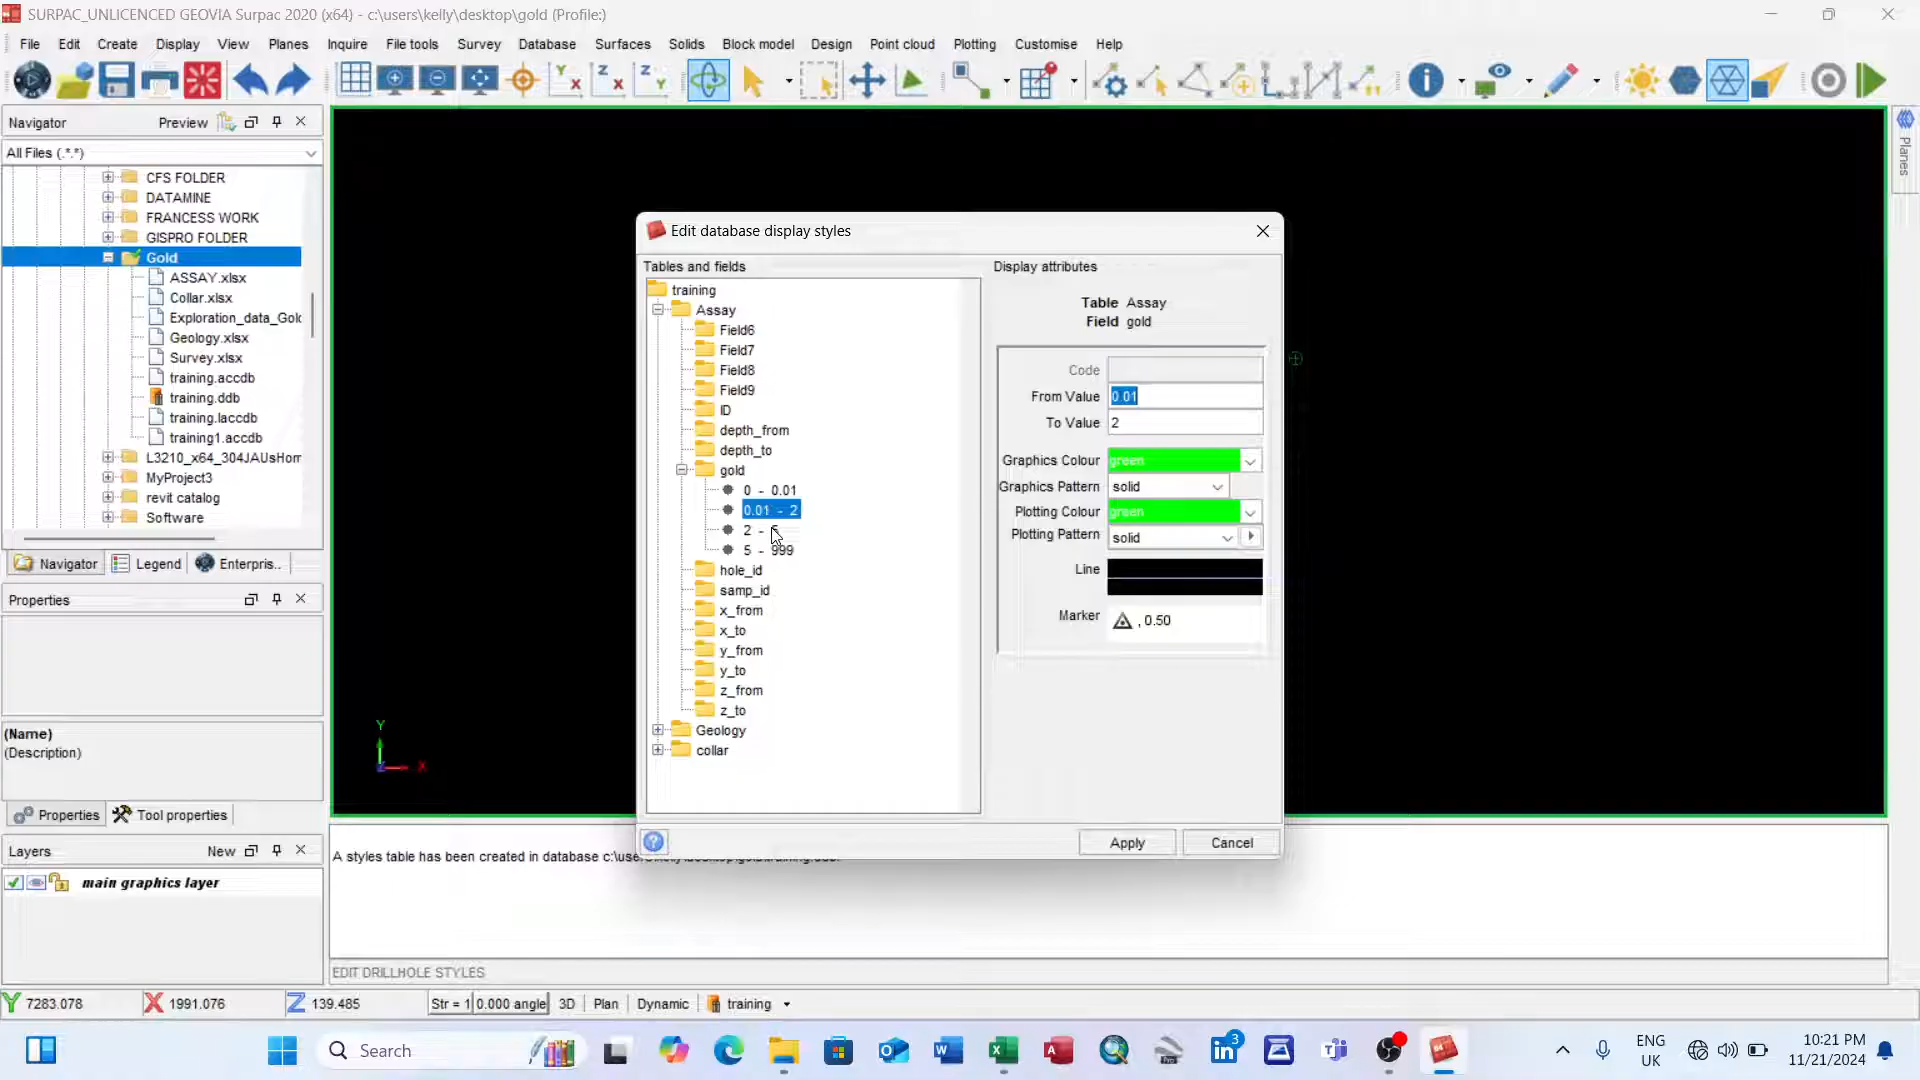 SURPAC_UNLICENCED GEOVIA Surpac 2020 (x64) - c:\users\kelly\desktop\gold (Profile:)
File Edit Create Display View Planes Inquire File tools Survey Database Surfaces Solids Block model Design Point cloud Plotting Customise Help
Navigator Preview
All Files (.*.*)
CFS FOLDER
DATAMINE
FRANCESS WORK
GISPRO FOLDER
Gold
ASSAY.xlsx
Collar.xlsx
Exploration_data_Gold
Geology.xlsx
Survey.xlsx
training.accdb
training.ddb
training.laccdb
training1.accdb
L3210_x64_304JAUsHom
MyProject3
revit catalog
Software
Navigator Legend Enterpris..
Properties
(Name)
(Description)
Properties Tool properties
Layers New
main graphics layer
Planes
Edit database display styles
Tables and fields
training
Assay
Field6
Field7
Field8
Field9
ID
depth_from
depth_to
gold
0 - 0.01
0.01 - 2
2 - 5
5 - 999
hole_id
samp_id
x_from
x_to
y_from
y_to
z_from
z_to
Geology
collar
Display attributes
Table Assay
Field gold
Code
From Value 0.01
To Value 2
Graphics Colour green
Graphics Pattern solid
Plotting Colour green
Plotting Pattern solid
Line
Marker , 0.50
Apply Cancel
Y
X
Z
A styles table has been created in database c:\use
EDIT DRILLHOLE STYLES
Y 7283.078 X 1991.076 Z 139.485 Str = 1 0.000 angle 3D Plan Dynamic training
Search
3
ENG
UK
10:21 PM
11/21/2024